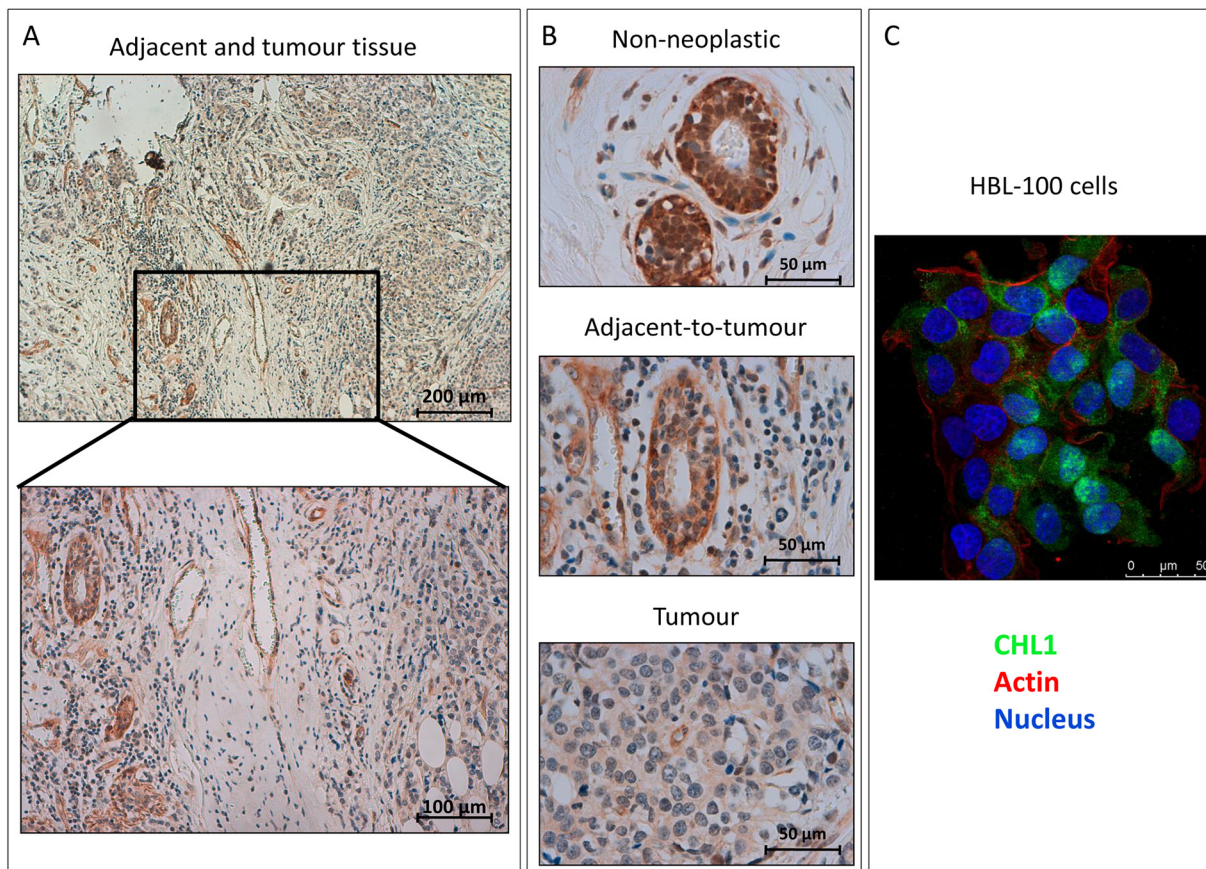 A
Adjacent and tumour tissue
200 µm
100 µm
B
Non-neoplastic
50 µm
Adjacent-to-tumour
50 µm
Tumour
50 µm
C
HBL-100 cells
0 µm 50
CHL1
Actin
Nucleus